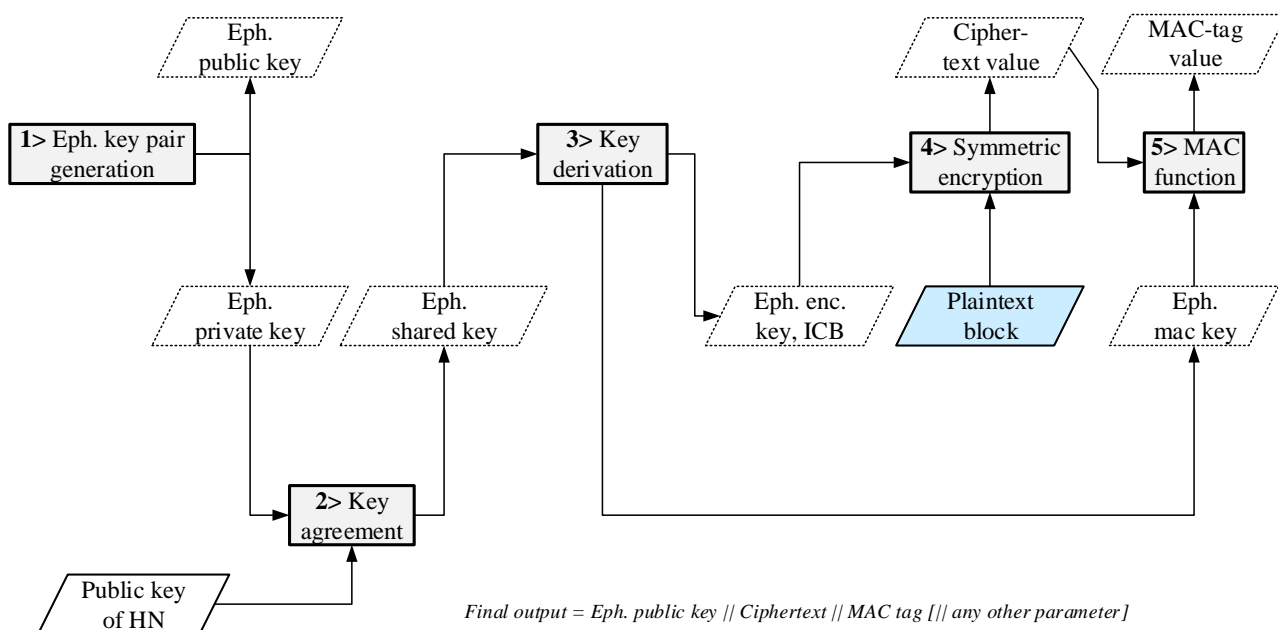 Eph.
public key
Cipher-
text value
MAC-tag
value
1> Eph. key pair
generation
3> Key
derivation
4> Symmetric
encryption
5> MAC
function
Eph.
private key
Eph.
shared key
Eph. enc.
key, ICB
Plaintext
block
Eph.
mac key
2> Key
agreement
Public key
of HN
Final output = Eph. public key || Ciphertext || MAC tag [|| any other parameter]